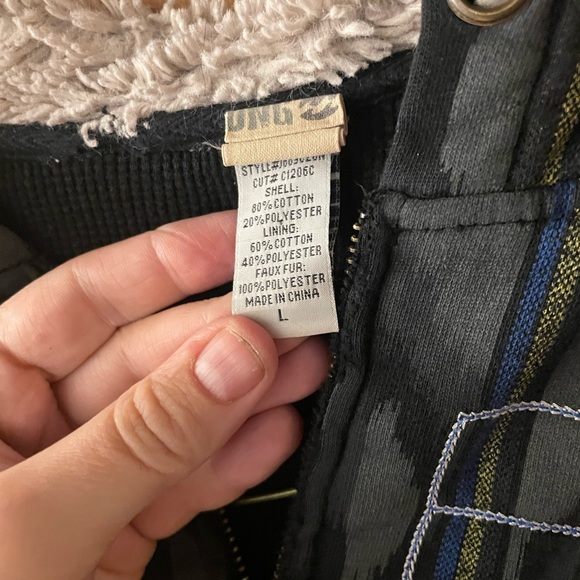 STYLE#
CUT# C1206C
SHELL:
80%COTTON
20%POLYESTER
LINING:
60%COTTON
40%POLYESTER
FAUX FUR:
100%POLYESTER
MADE IN CHINA
L